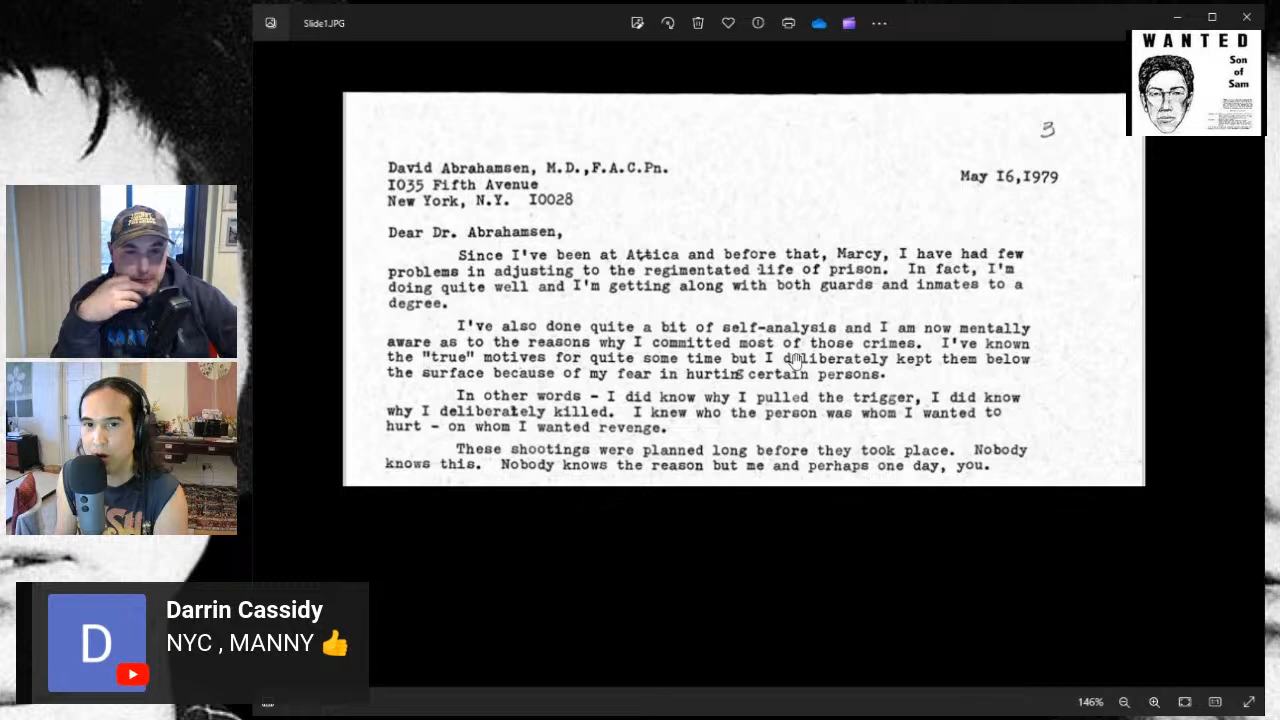 Slide1.JPG
WANTED
Son
of
Sam
3
David Abrahamsen, M.D.,F.A.C.Pn.
May I6,I979
I035 Fifth Avenue
New York, N.Y. I0028
Dear Dr. Abrahamsen,
Since I've been at Attica and before that, Marcy, I have had few
problems in adjusting to the regimentated life of prison. In fact, I'm
doing quite well and I'm getting along with both guards and inmates to a
degree.
I've also done quite a bit of self-analysis and I am now mentally
aware as to the reasons why I committed most of those crimes. I've known
the "true" motives for quite some time but I deliberately kept them below
the surface because of my fear in hurting certain persons.
In other words - I did know why I pulled the trigger, I did know
why I deliberately killed. I knew who the person was whom I wanted to
hurt - on whom I wanted revenge.
These shootings were planned long before they took place. Nobody
knows this. Nobody knows the reason but me and perhaps one day, you.
D
Darrin Cassidy
NYC , MANNY 👍
146%